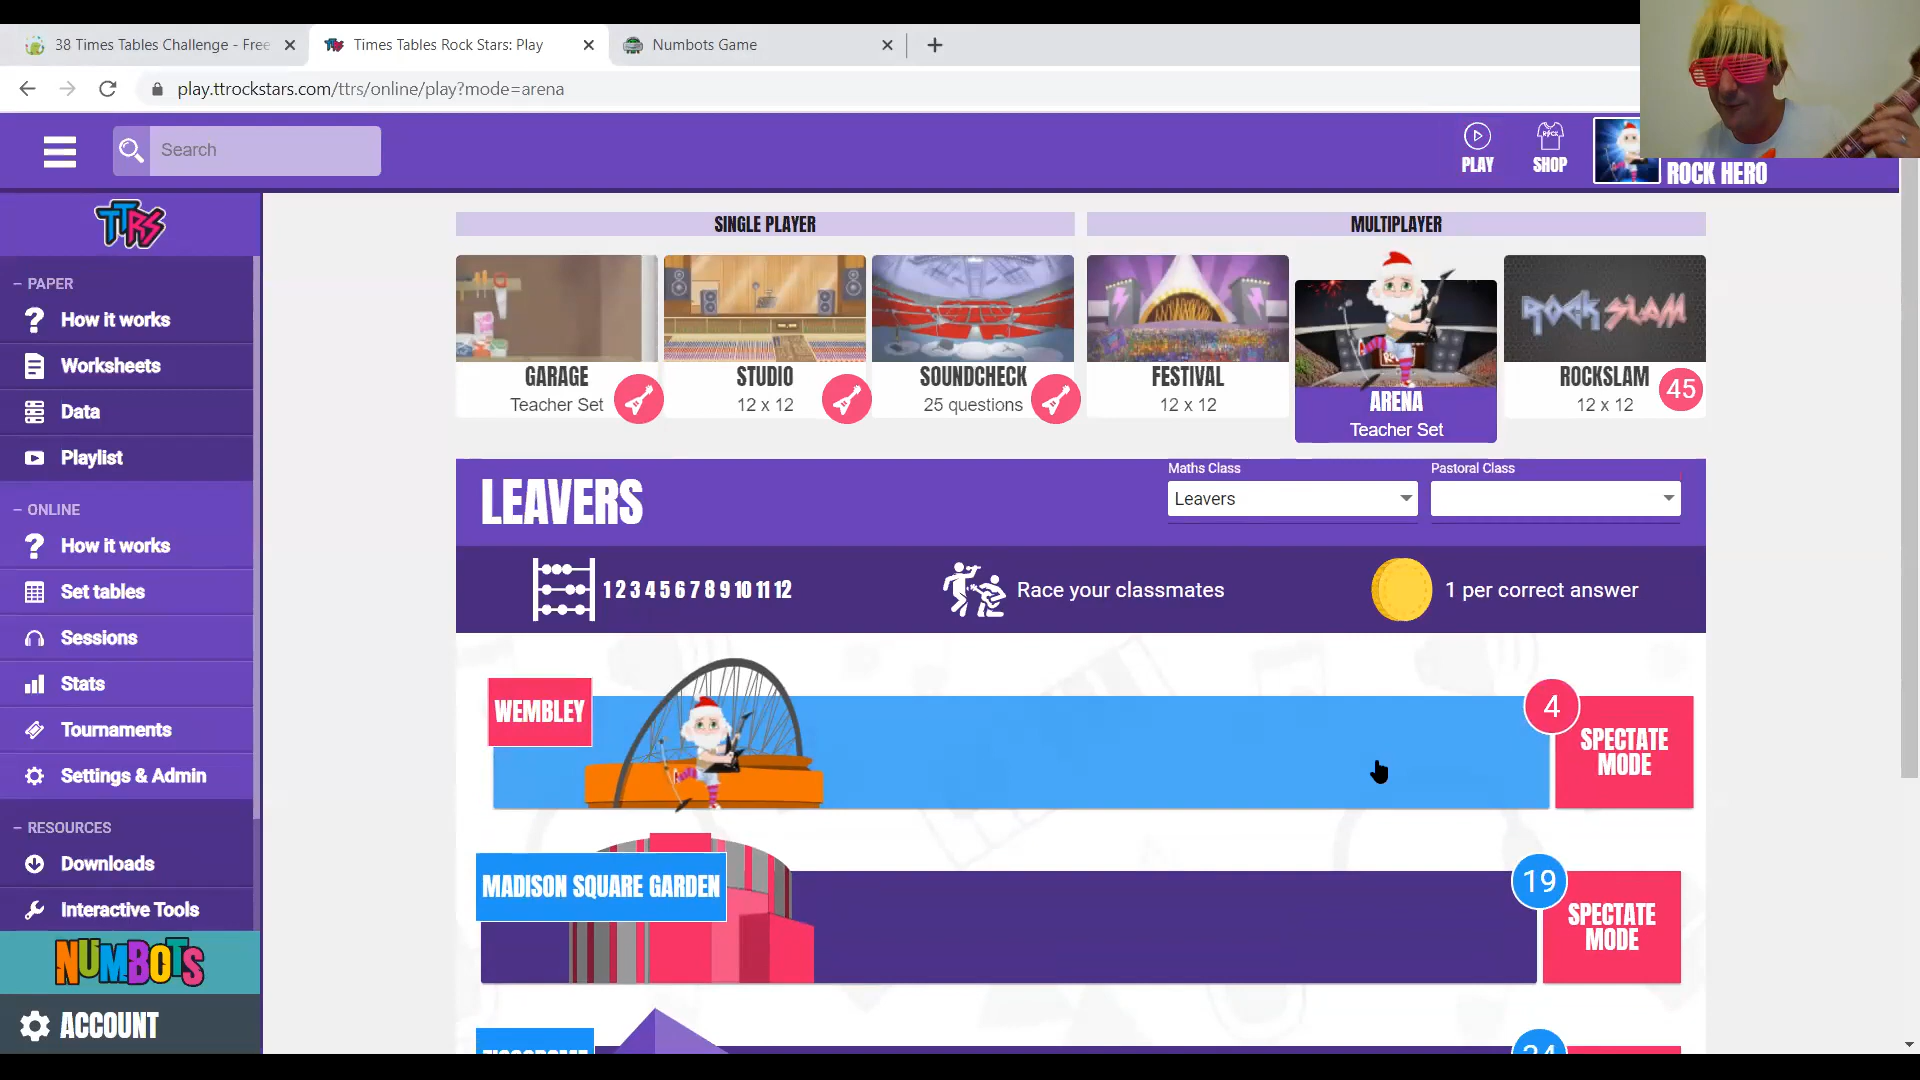 38 Times Tables Challenge - Free
Times Tables Rock Stars: Play
Numbots Game
play.ttrockstars.com/ttrs/online/play?mode=arena
Search
PLAY
SHOP
ROCK HERO
TTRS
– PAPER
How it works
Worksheets
Data
Playlist
– ONLINE
How it works
Set tables
Sessions
Stats
Tournaments
Settings & Admin
– RESOURCES
Downloads
Interactive Tools
NUMBOTS
ACCOUNT
SINGLE PLAYER
MULTIPLAYER
GARAGE
Teacher Set
STUDIO
12 x 12
SOUNDCHECK
25 questions
FESTIVAL
12 x 12
ARENA
Teacher Set
ROCK SLAM
ROCKSLAM
12 x 12
45
LEAVERS
Maths Class
Leavers
Pastoral Class
1 2 3 4 5 6 7 8 9 10 11 12
Race your classmates
1 per correct answer
WEMBLEY
4
SPECTATE
MODE
MADISON SQUARE GARDEN
19
SPECTATE
MODE